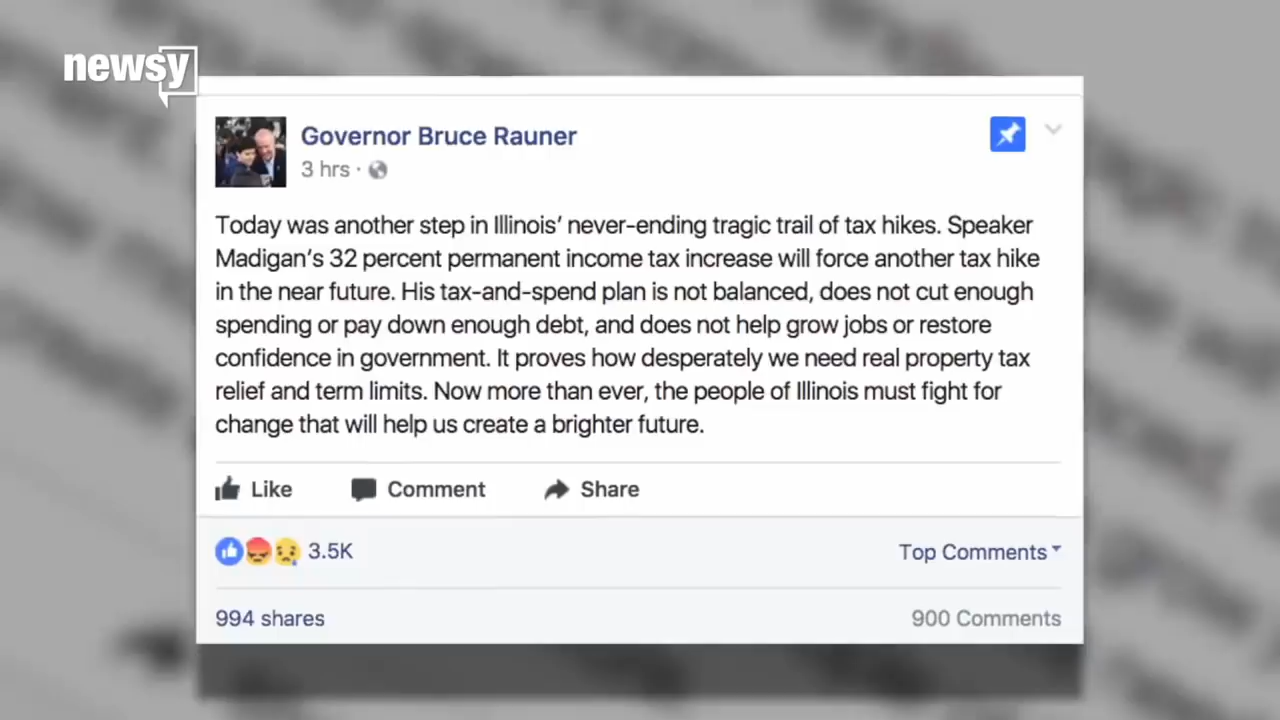 newsy
Governor Bruce Rauner
3 hrs ·
Today was another step in Illinois’ never-ending tragic trail of tax hikes. Speaker
Madigan’s 32 percent permanent income tax increase will force another tax hike
in the near future. His tax-and-spend plan is not balanced, does not cut enough
spending or pay down enough debt, and does not help grow jobs or restore
confidence in government. It proves how desperately we need real property tax
relief and term limits. Now more than ever, the people of Illinois must fight for
change that will help us create a brighter future.
Like Comment Share
3.5K Top Comments
994 shares 900 Comments